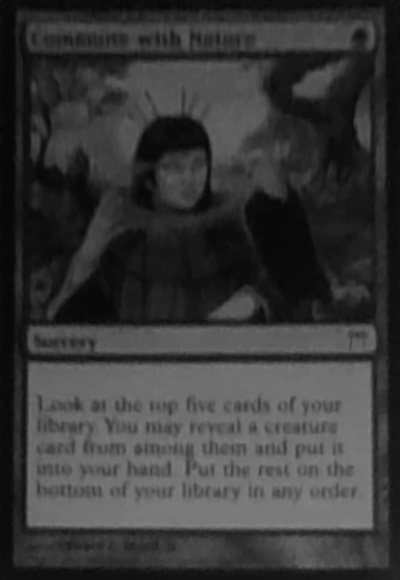 Commune with Nature
Sorcery
Look at the top five cards of your
library. You may reveal a creature
card from among them and put it
into your hand. Put the rest on the
bottom of your library in any order.